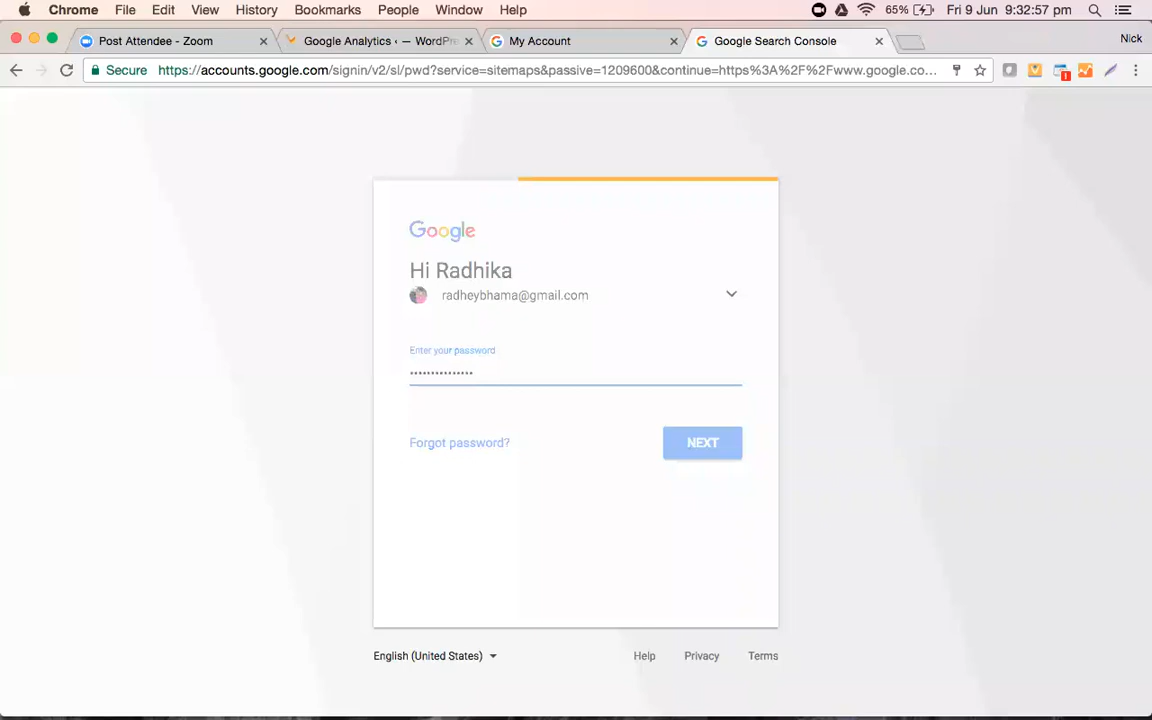 Chrome File Edit View History Bookmarks People Window Help 65% Fri 9 Jun 9:32:57 pm
Post Attendee - Zoom Google Analytics ‹ — WordPre My Account Google Search Console Nick
Secure https://accounts.google.com/signin/v2/sl/pwd?service=sitemaps&passive=1209600&continue=https%3A%2F%2Fwww.google.co... 1
Google
Hi Radhika
radheybhama@gmail.com
Enter your password
•••••••••••••••
Forgot password? NEXT
English (United States) Help Privacy Terms